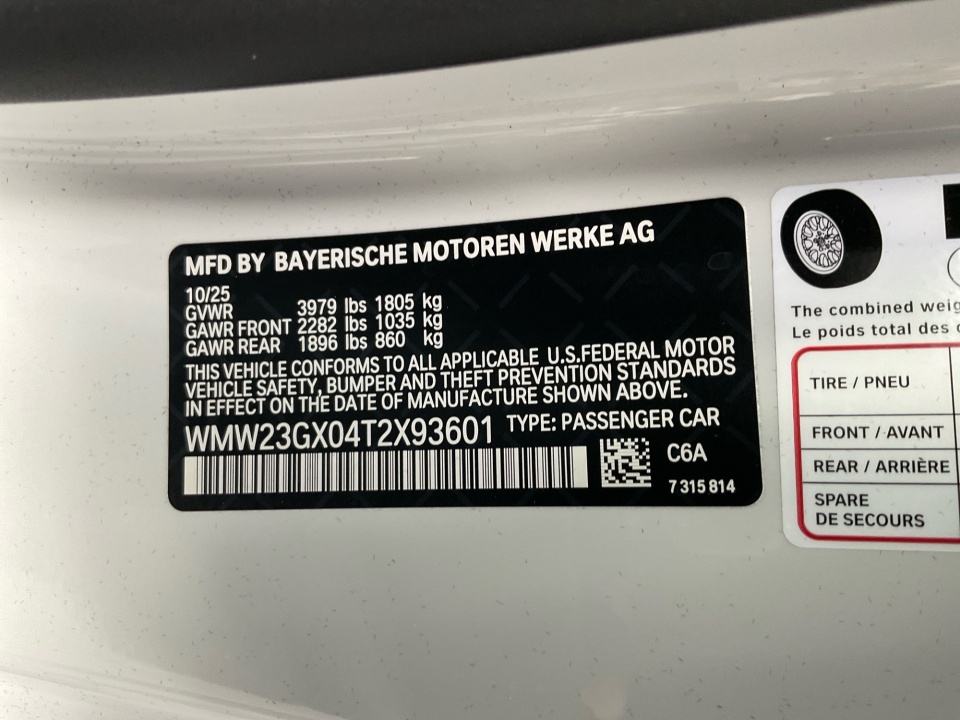 MFD BY BAYERISCHE MOTOREN WERKE AG
10/25
GVWR 3979 lbs 1805 kg
GAWR FRONT 2282 lbs 1035 kg
GAWR REAR 1896 lbs 860 kg
THIS VEHICLE CONFORMS TO ALL APPLICABLE U.S.FEDERAL MOTOR
VEHICLE SAFETY, BUMPER AND THEFT PREVENTION STANDARDS
IN EFFECT ON THE DATE OF MANUFACTURE SHOWN ABOVE.
WMW23GX04T2X93601 TYPE: PASSENGER CAR
C6A
7 315 814
The combined
Le poids total des
TIRE / PNEU
FRONT / AVANT
REAR / ARRIÈRE
SPARE
DE SECOURS